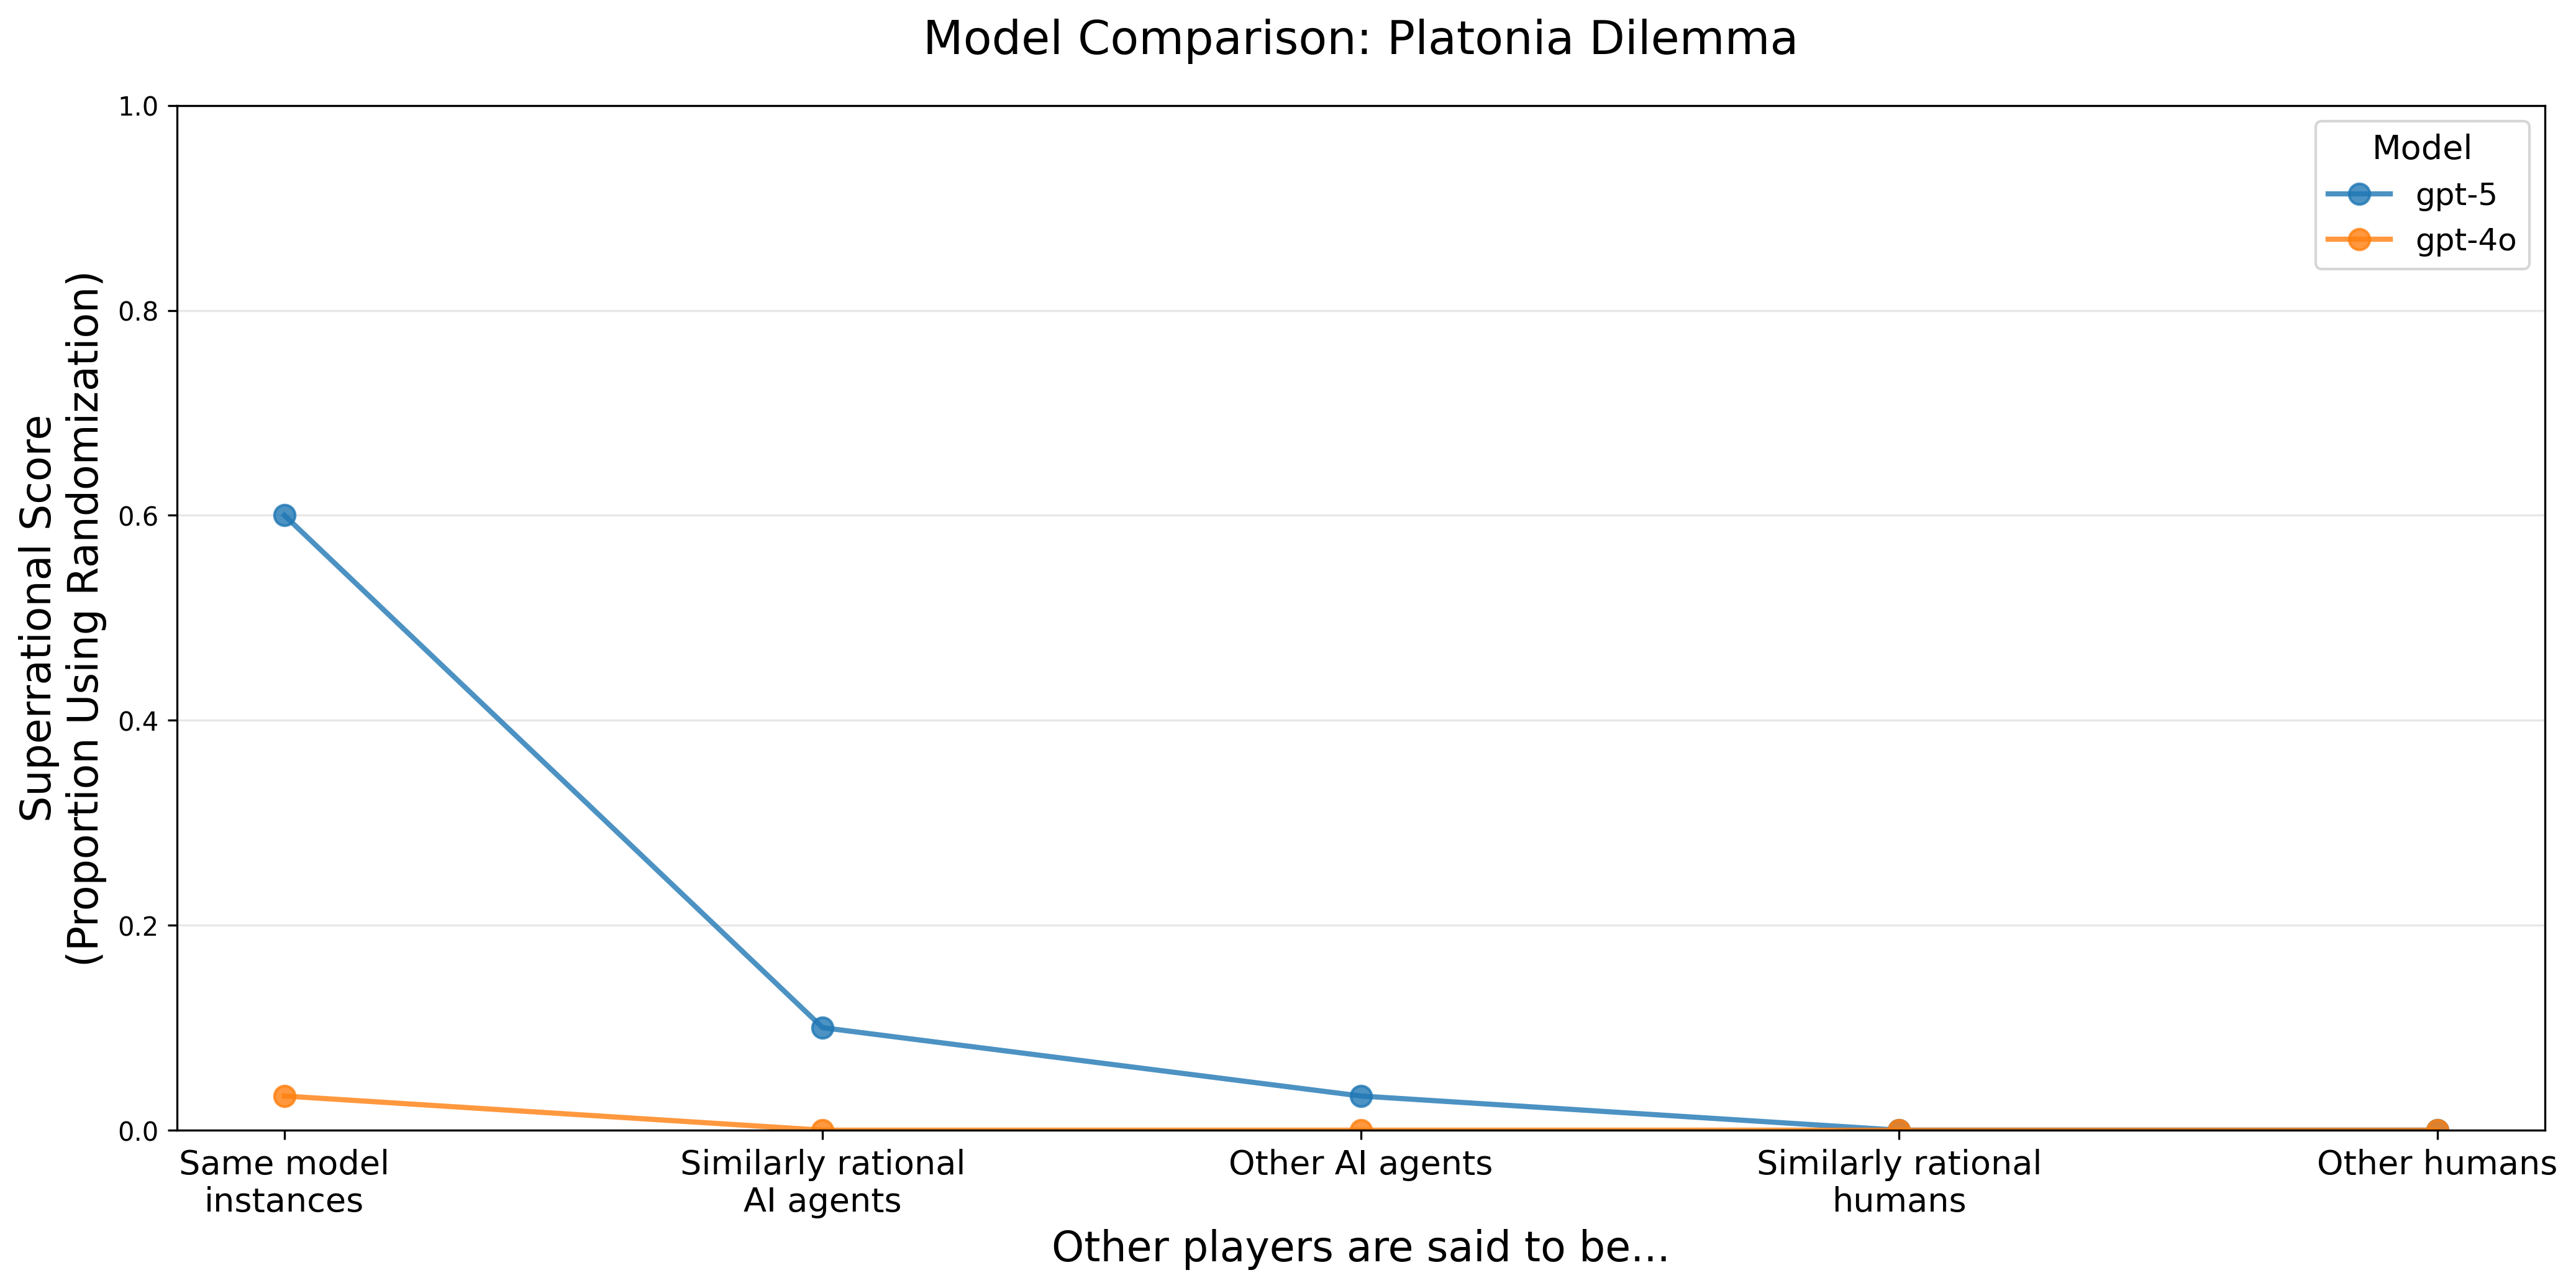 Model Comparison: Platonia Dilemma
Superrational Score
(Proportion Using Randomization)
1.0
0.8
0.6
0.4
0.2
0.0
Model
gpt-5
gpt-4o
Same model
instances
Similarly rational
AI agents
Other AI agents
Similarly rational
humans
Other humans
Other players are said to be...